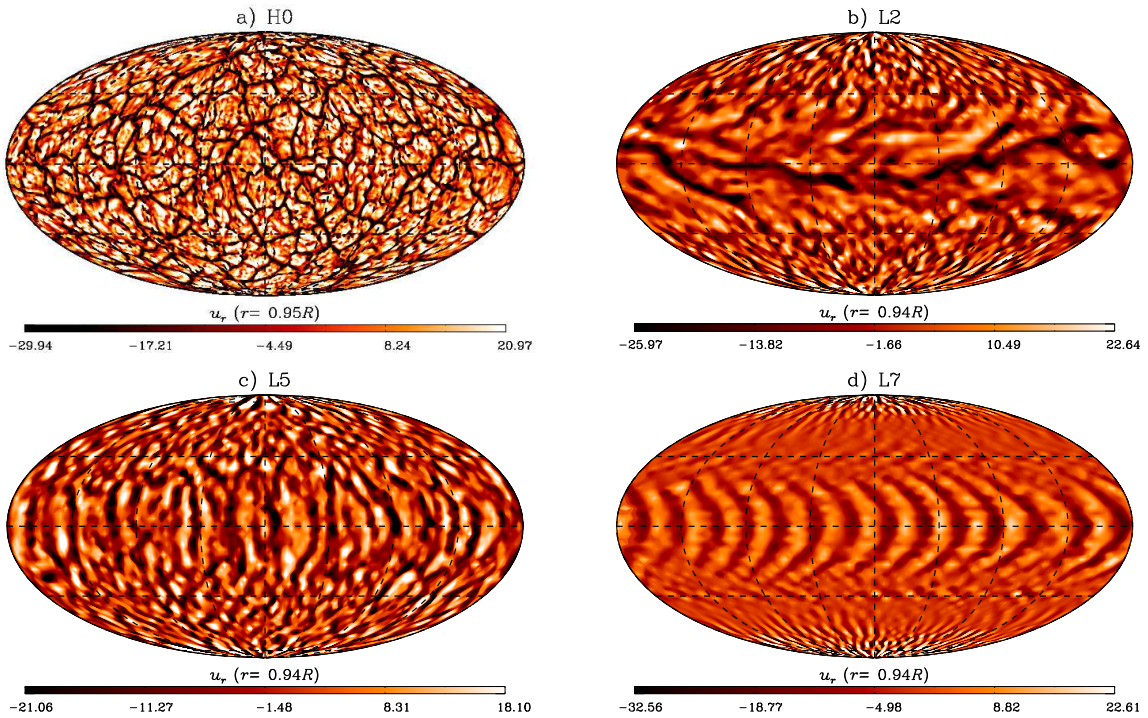 a) H0
u_r (r= 0.95R)
−29.94 −17.21 −4.49 8.24 20.97
b) L2
u_r (r= 0.94R)
−25.97 −13.82 −1.66 10.49 22.64
c) L5
u_r (r= 0.94R)
−21.06 −11.27 −1.48 8.31 18.10
d) L7
u_r (r= 0.94R)
−32.56 −18.77 −4.98 8.82 22.61